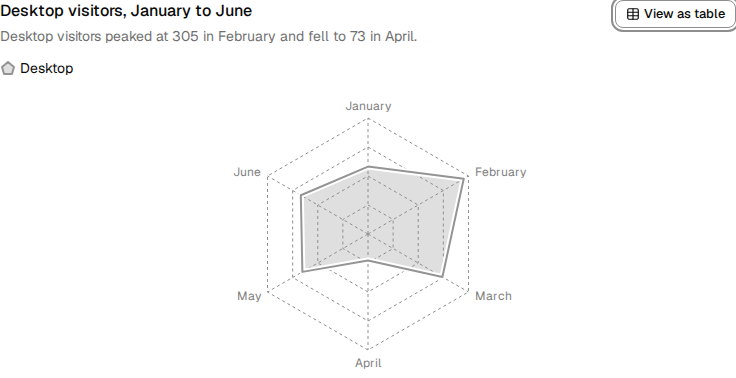 Desktop visitors, January to June
View as table
Desktop visitors peaked at 305 in February and fell to 73 in April.
Desktop
January
June
February
May
March
April